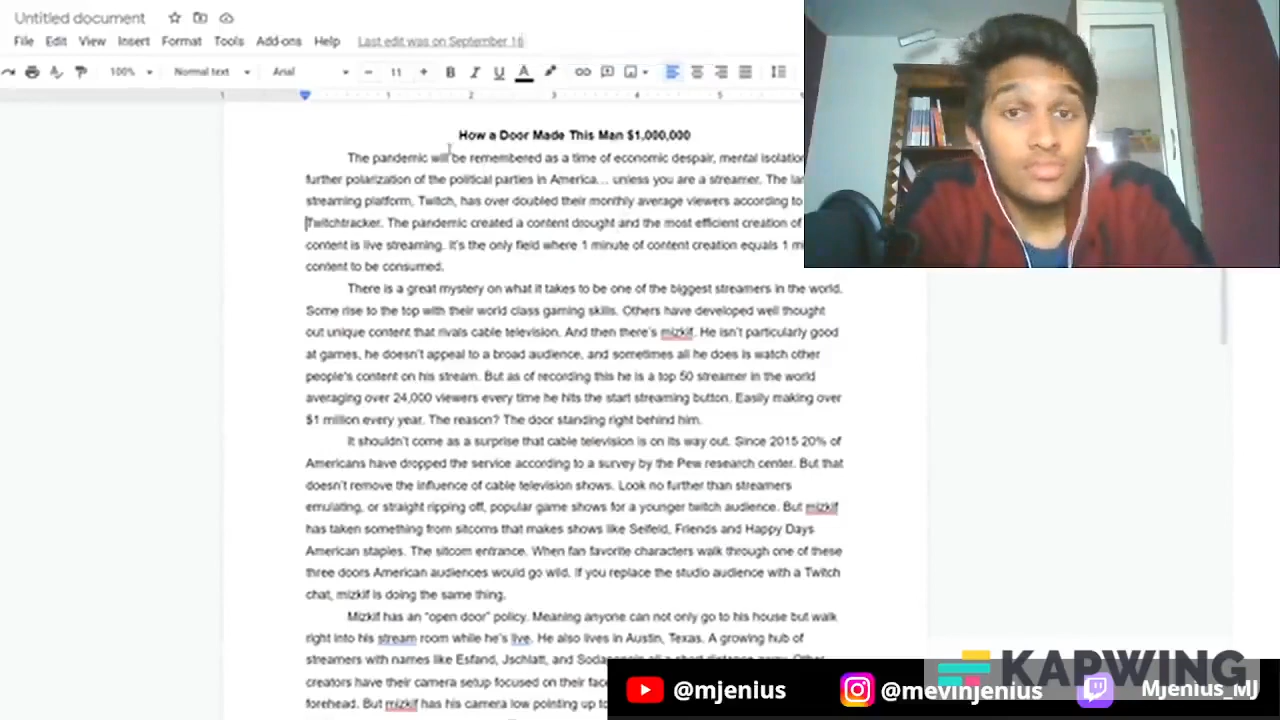 Untitled document
File Edit View Insert Format Tools Add-ons Help Last edit was on September 16
100% Normal text Arial 11 B I U A
1 1 2 3 4 5
How a Door Made This Man $1,000,000
The pandemic will be remembered as a time of economic despair, mental isolation
further polarization of the political parties in America... unless you are a streamer. The
streaming platform, Twitch, has over doubled their monthly average viewers according to
Twitchtracker. The pandemic created a content drought and the most efficient creation of
content is live streaming. It's the only field where 1 minute of content creation equals 1
content to be consumed.
There is a great mystery on what it takes to be one of the biggest streamers in the world.
Some rise to the top with their world class gaming skills. Others have developed well thought
out unique content that rivals cable television. And then there's mizkif. He isn't particularly good
at games, he doesn't appeal to a broad audience, and sometimes all he does is watch other
people's content on his stream. But as of recording this he is a top 50 streamer in the world
averaging over 24,000 viewers every time he hits the start streaming button. Easily making over
$1 million every year. The reason? The door standing right behind him.
It shouldn't come as a surprise that cable television is on its way out. Since 2015 20% of
Americans have dropped the service according to a survey by the Pew research center. But that
doesn't remove the influence of cable television shows. Look no further than streamers
emulating, or straight ripping off, popular game shows for a younger twitch audience. But mizkif
has taken something from sitcoms that makes shows like Seifeld, Friends and Happy Days
American staples. The sitcom entrance. When fan favorite characters walk through one of these
three doors American audiences would go wild. If you replace the studio audience with a Twitch
chat, mizkif is doing the same thing.
Mizkif has an "open door" policy. Meaning anyone can not only go to his house but walk
right into his stream room while he's live. He also lives in Austin, Texas. A growing hub of
streamers with names like Esfand, Jschlatt, and
creators have their camera setup focused on their
forehead. But mizkif has his camera low pointing up
KAPWING
@mjenius @mevinjenius Mjenius_MJ